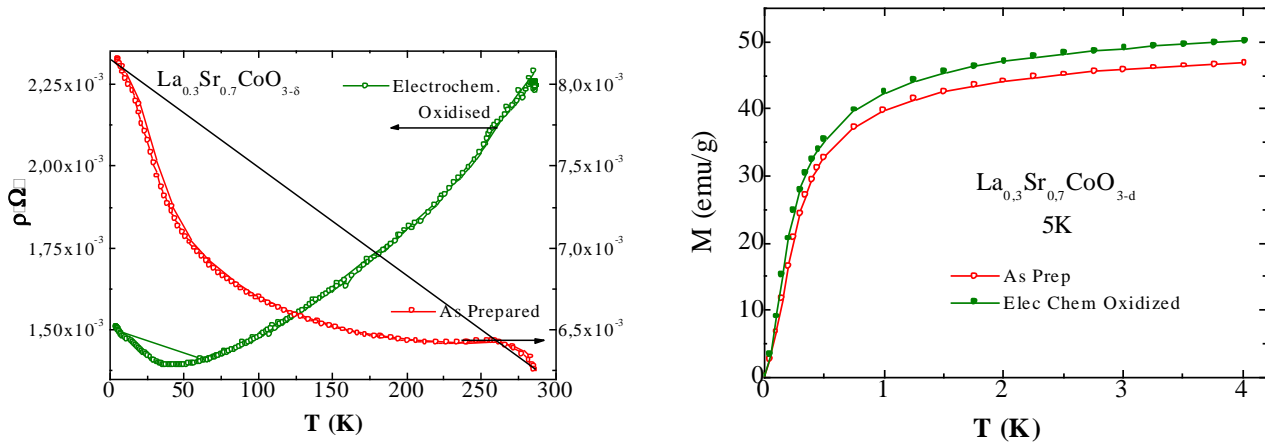 La0.3Sr0.7CoO3-δ
Electrochem.
Oxidised
As Prepared
2,25x10-3
2,00x10-3
1,75x10-3
1,50x10-3
8,0x10-3
7,5x10-3
7,0x10-3
6,5x10-3
6,0x10-3
ρ□Ω□
0 50 100 150 200 250 300
T (K)
La0,3Sr0,7CoO3-d
5K
As Prep
Elec Chem Oxidized
50
40
30
20
10
0
M (emu/g)
0 1 2 3 4
T (K)